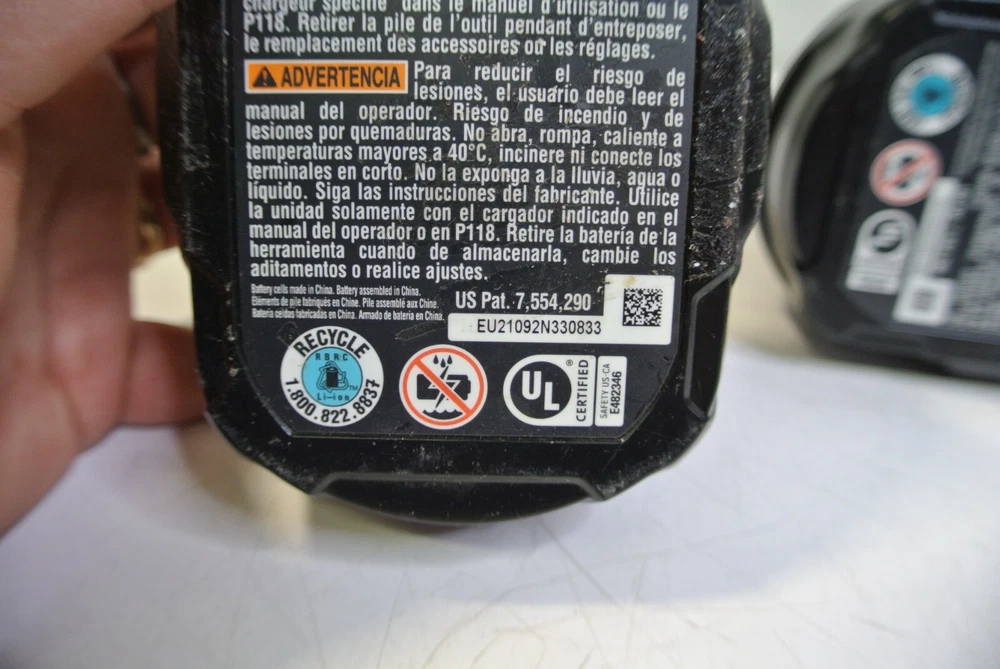 chargeur spécifié dans le manuel d'utilisation ou le
P118. Retirer la pile de l'outil pendant d'entreposer,
le remplacement des accessoires ou les réglages.
ADVERTENCIA Para reducir el riesgo de
lesiones, el usuario debe leer el
manual del operador. Riesgo de incendio y de
lesiones por quemaduras. No abra, rompa, caliente a
temperaturas mayores a 40°C, incinere ni conecte los
terminales en corto. No la exponga a la lluvia, agua o
líquido. Siga las instrucciones del fabricante. Utilice
la unidad solamente con el cargador indicado en el
manual del operador o en P118. Retire la batería de la
herramienta cuando de almacenarla, cambie los
aditamentos o realice ajustes.
Battery cells made in China. Battery assembled in China.
Éléments de pile fabriqués en Chine. Pile assemblé aux Chine.
Batería celdas fabricadas en China. Armado de batería en China.
US Pat. 7,554,290
EU21092N330833
RECYCLE
RBRC
Li-ion
TM
1.800.822.8837
UL
®
CERTIFIED
SAFETY US-CA
E482346